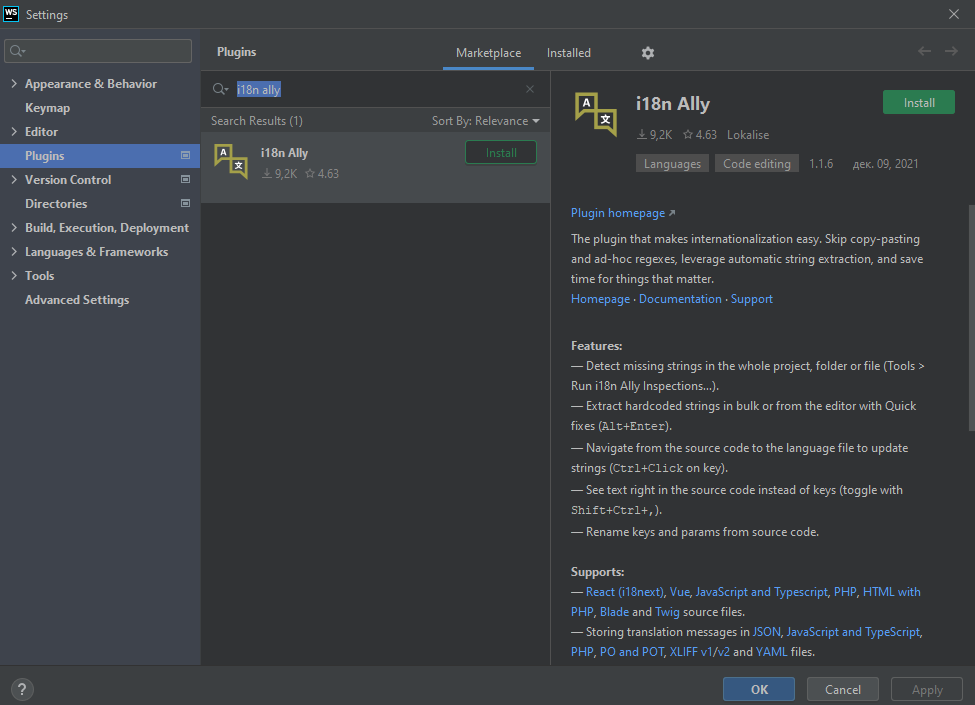 WS Settings
Appearance & Behavior
Keymap
Editor
Plugins
Version Control
Directories
Build, Execution, Deployment
Languages & Frameworks
Tools
Advanced Settings
?
Plugins
Marketplace
Installed
i18n ally
Search Results (1)
Sort By: Relevance
A 文
i18n Ally
9,2K 4.63
Install
A 文
i18n Ally
9,2K 4.63 Lokalise
Install
Languages Code editing 1.1.6 дек. 09, 2021
Plugin homepage ↗
The plugin that makes internationalization easy. Skip copy-pasting
and ad-hoc regexes, leverage automatic string extraction, and save
time for things that matter.
Homepage · Documentation · Support
Features:
— Detect missing strings in the whole project, folder or file (Tools >
Run i18n Ally Inspections...).
— Extract hardcoded strings in bulk or from the editor with Quick
fixes (Alt+Enter).
— Navigate from the source code to the language file to update
strings (Ctrl+Click on key).
— See text right in the source code instead of keys (toggle with
Shift+Ctrl+,).
— Rename keys and params from source code.
Supports:
— React (i18next), Vue, JavaScript and Typescript, PHP, HTML with
PHP, Blade and Twig source files.
— Storing translation messages in JSON, JavaScript and TypeScript,
PHP, PO and POT, XLIFF v1/v2 and YAML files.
OK
Cancel
Apply